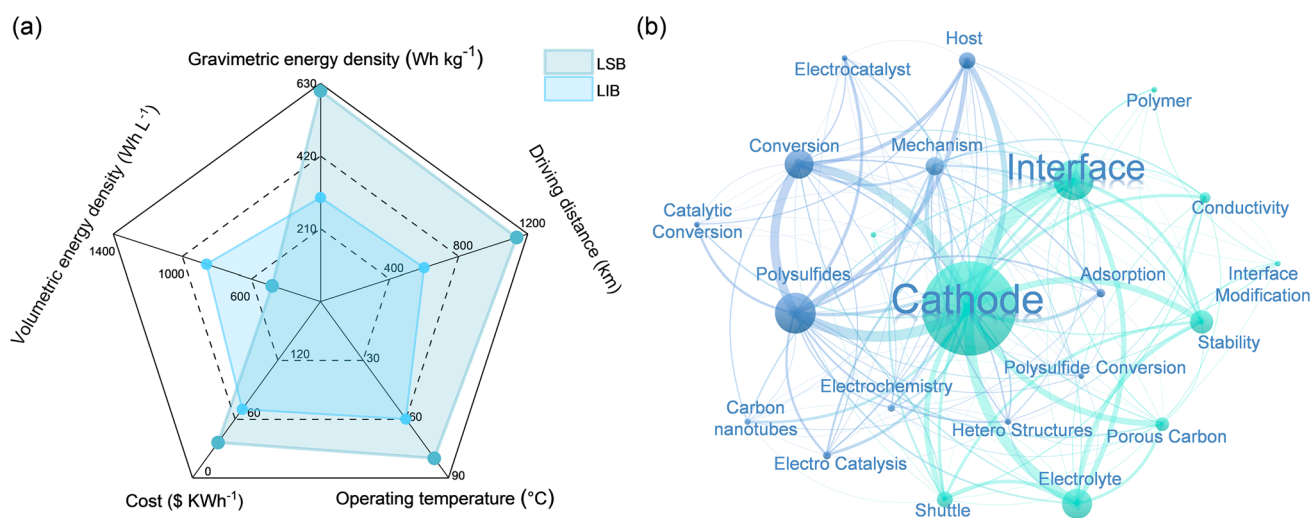 (a)
Gravimetric energy density (Wh kg⁻¹)
LSB
LIB
630
420
210
Volumetric energy density (Wh L⁻¹)
1400
1000
600
Driving distance (km)
1200
800
400
120
60
0
Cost ($ KWh⁻¹)
30
60
90
Operating temperature (°C)
(b)
Host
Electrocatalyst
Polymer
Conversion
Mechanism
Interface
Catalytic
Conversion
Conductivity
Polysulfides
Adsorption
Interface
Modification
Cathode
Stability
Polysulfide Conversion
Electrochemistry
Carbon
nanotubes
Hetero Structures
Porous Carbon
Electro Catalysis
Electrolyte
Shuttle